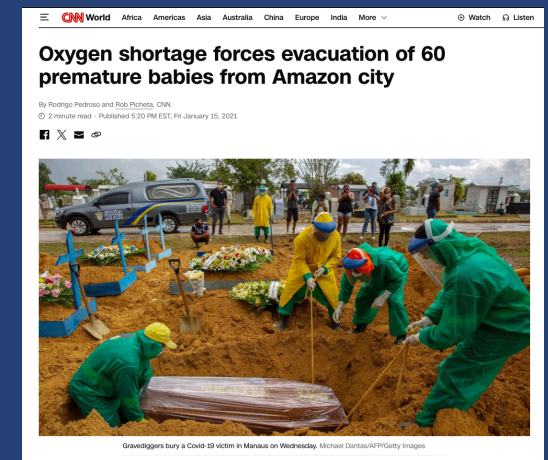 CNN World Africa Americas Asia Australia China Europe India More Watch Listen
Oxygen shortage forces evacuation of 60
premature babies from Amazon city
By Rodrigo Pedroso and Rob Picheta, CNN
2 minute read · Published 5:20 PM EST, Fri January 15, 2021
Gravediggers bury a Covid-19 victim in Manaus on Wednesday. Michael Dantas/AFP/Getty Images